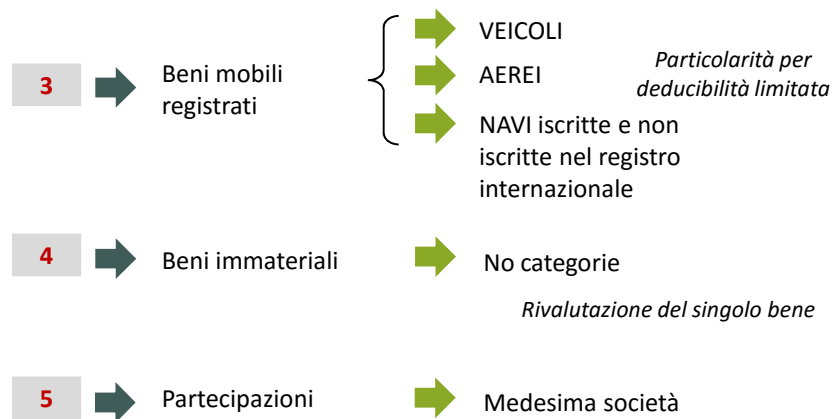 VEICOLI
3
Beni mobili
registrati
AEREI
Particolarità per
deducibilità limitata
NAVI iscritte e non
iscritte nel registro
internazionale
4
Beni immateriali
No categorie
Rivalutazione del singolo bene
5
Partecipazioni
Medesima società